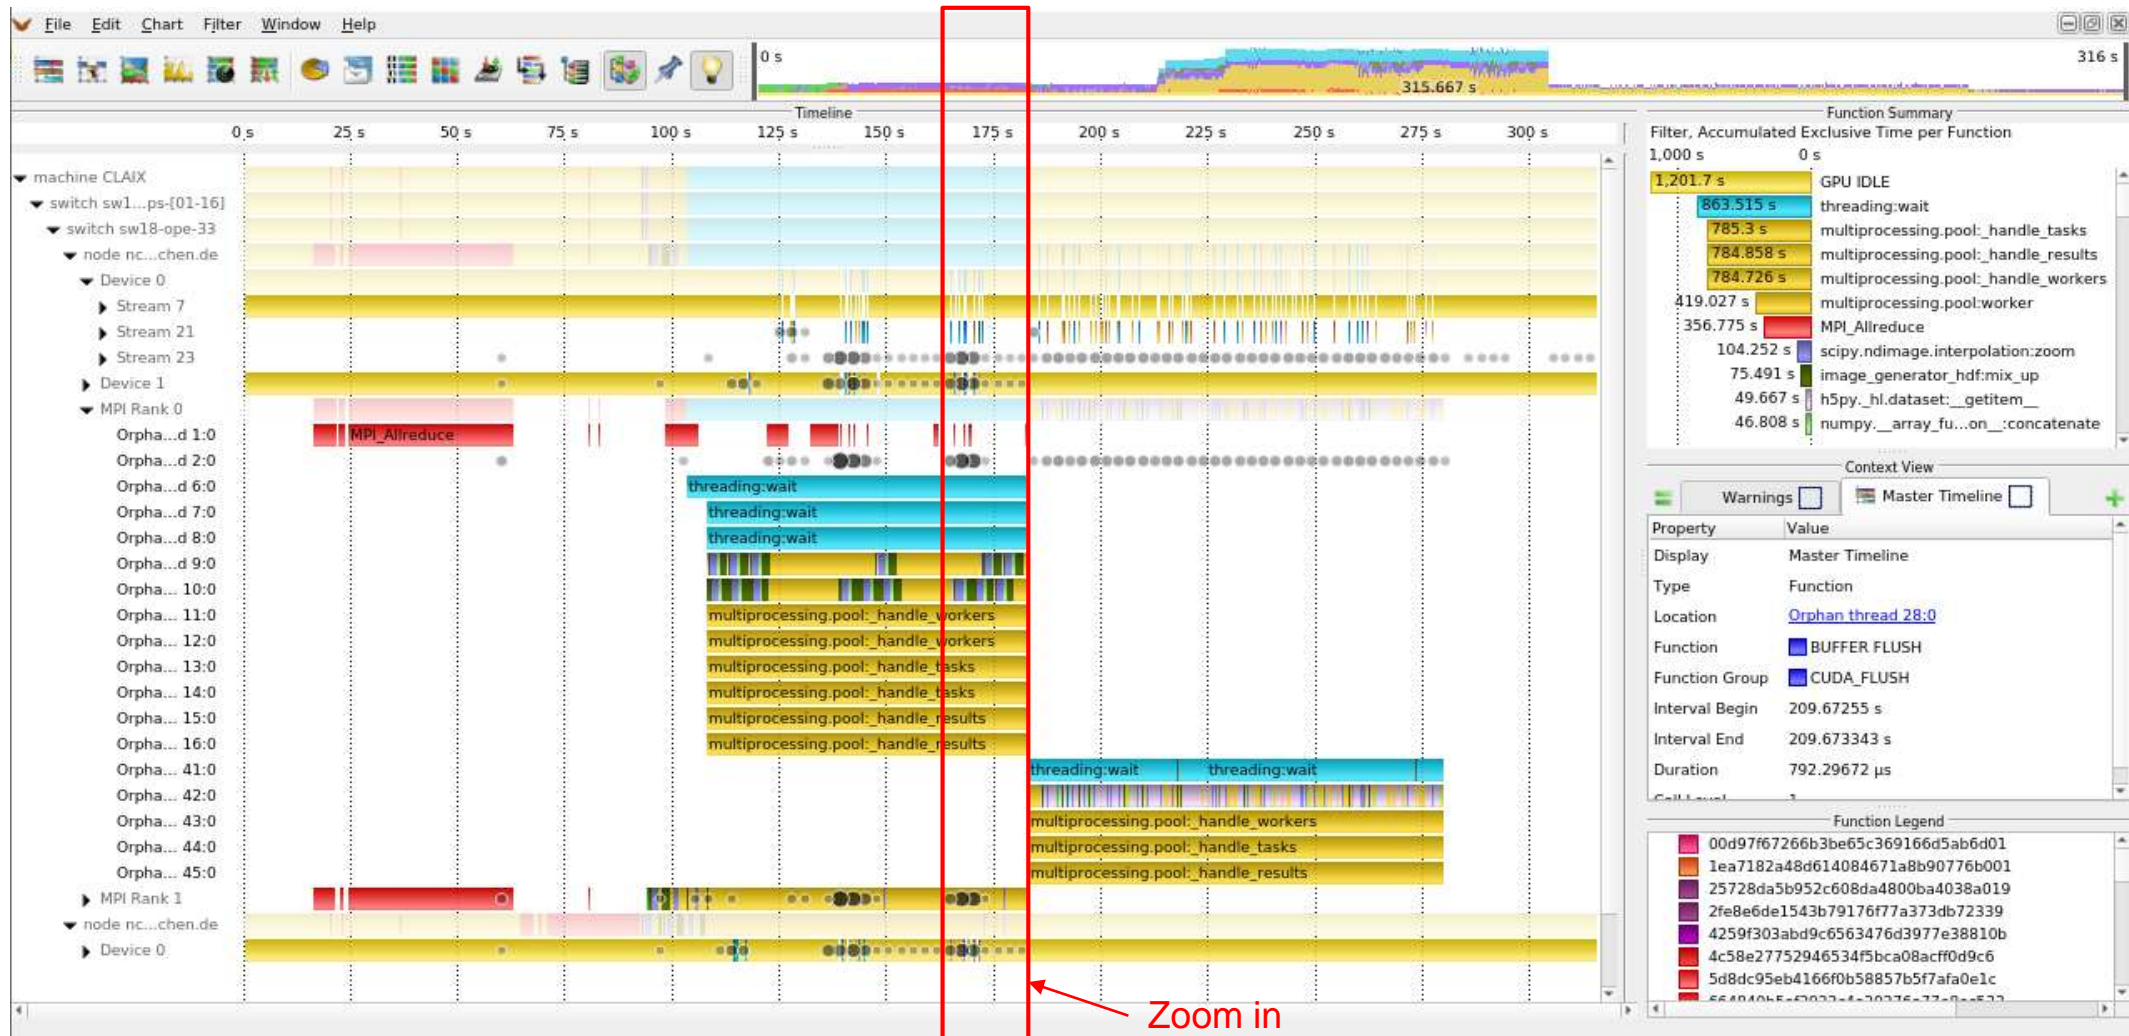 File Edit Chart Filter Window Help
0 s
315.667 s
316 s
Timeline
0 s 25 s 50 s 75 s 100 s 125 s 150 s 175 s 200 s 225 s 250 s 275 s 300 s
machine CLAIX
switch sw1...ps-[01-16]
switch sw18-ope-33
node nc...chen.de
Device 0
Stream 7
Stream 21
Stream 23
Device 1
MPI Rank 0
Orpha...d 1:0
MPI_Allreduce
Orpha...d 2:0
Orpha...d 6:0
threading:wait
Orpha...d 7:0
threading:wait
Orpha...d 8:0
threading:wait
Orpha...d 9:0
Orpha... 10:0
Orpha... 11:0
multiprocessing.pool:_handle_workers
Orpha... 12:0
multiprocessing.pool:_handle_workers
Orpha... 13:0
multiprocessing.pool:_handle_tasks
Orpha... 14:0
multiprocessing.pool:_handle_tasks
Orpha... 15:0
multiprocessing.pool:_handle_results
Orpha... 16:0
multiprocessing.pool:_handle_results
Orpha... 41:0
threading:wait threading:wait
Orpha... 42:0
Orpha... 43:0
multiprocessing.pool:_handle_workers
Orpha... 44:0
multiprocessing.pool:_handle_tasks
Orpha... 45:0
multiprocessing.pool:_handle_results
MPI Rank 1
node nc...chen.de
Device 0
Zoom in
Function Summary
Filter, Accumulated Exclusive Time per Function
1,000 s 0 s
1,201.7 s GPU IDLE
863.515 s threading:wait
785.3 s multiprocessing.pool:_handle_tasks
784.858 s multiprocessing.pool:_handle_results
784.726 s multiprocessing.pool:_handle_workers
419.027 s multiprocessing.pool:worker
356.775 s MPI_Allreduce
104.252 s scipy.ndimage.interpolation:zoom
75.491 s image_generator_hdf:mix_up
49.667 s h5py._hl.dataset:__getitem__
46.808 s numpy.__array_fu...on__:concatenate
Context View
Warnings Master Timeline
Property Value
Display Master Timeline
Type Function
Location Orphan thread 28:0
Function BUFFER FLUSH
Function Group CUDA_FLUSH
Interval Begin 209.67255 s
Interval End 209.673343 s
Duration 792.29672 µs
Function Legend
00d97f67266b3be65c369166d5ab6d01
1ea7182a48d614084671a8b90776b001
25728da5b952c608da4800ba4038a019
2fe8e6de1543b79176f77a373db72339
4259f303abd9c6563476d3977e38810b
4c58e27752946534f5bca08acff0d9c6
5d8dc95eb4166f0b58857b5f7afa0e1c